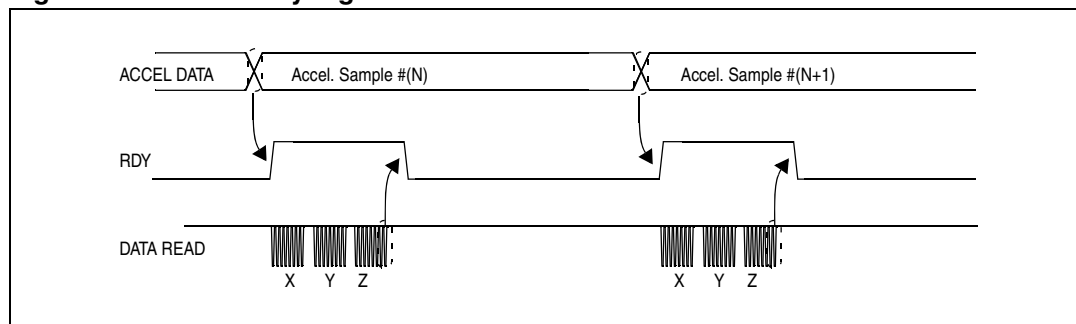 ACCEL DATA Accel. Sample #(N) Accel. Sample #(N+1)
RDY
DATA READ
X Y Z X Y Z